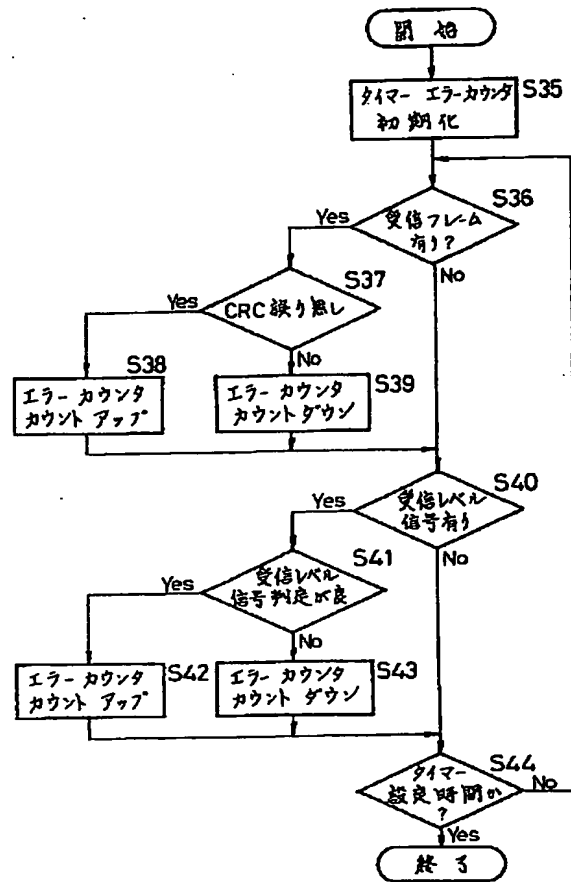 開始
タイマー エラーカウンタ
初期化
S35
S36
受信フレーム
有り?
Yes
No
S37
CRC誤り無し
Yes
No
S38
エラーカウンタ
カウントアップ
S39
エラーカウンタ
カウントダウン
S40
受信レベル
信号有り
Yes
No
S41
受信レベル
信号判定が良
Yes
No
S42
エラーカウンタ
カウントアップ
S43
エラーカウンタ
カウントダウン
S44
タイマー
設定時間か
?
No
Yes
終了